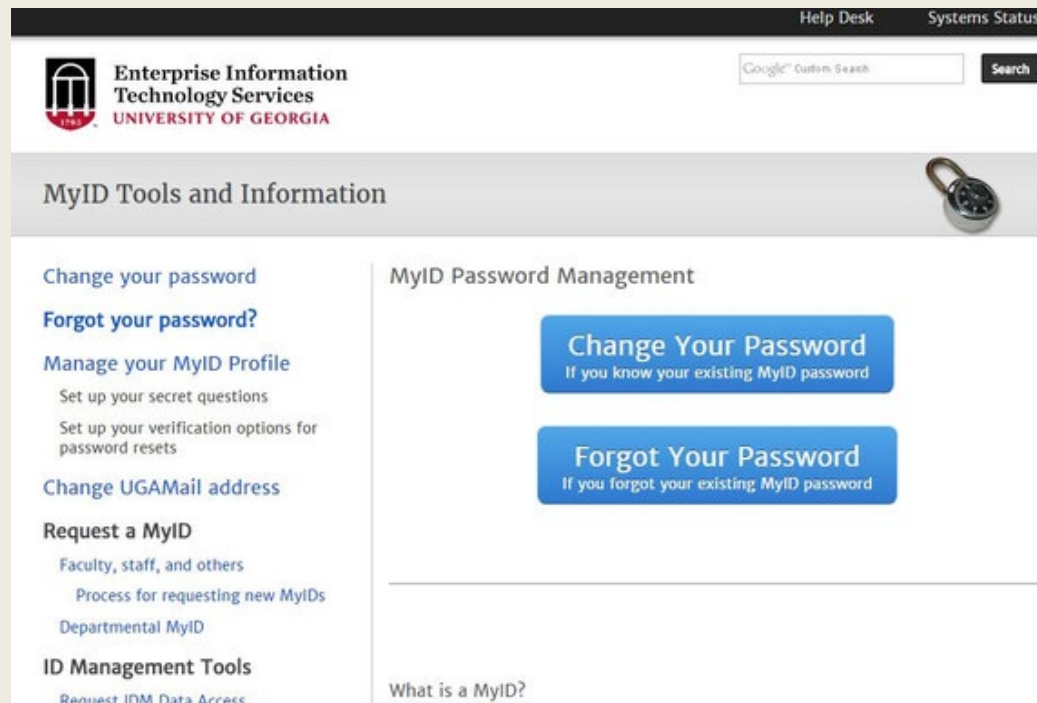 Help Desk Systems Status
Enterprise Information
Technology Services
UNIVERSITY OF GEORGIA
1785
Google™ Custom Search
Search
MyID Tools and Information
Change your password
Forgot your password?
Manage your MyID Profile
Set up your secret questions
Set up your verification options for
password resets
Change UGAMail address
Request a MyID
Faculty, staff, and others
Process for requesting new MyIDs
Departmental MyID
ID Management Tools
Request IDM Data Access
MyID Password Management
Change Your Password
If you know your existing MyID password
Forgot Your Password
If you forgot your existing MyID password
What is a MyID?